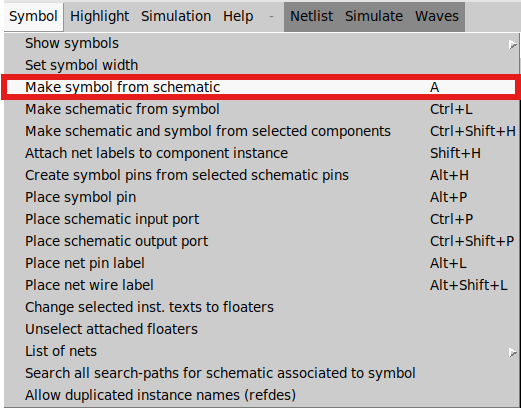 Symbol Highlight Simulation Help - Netlist Simulate Waves
Show symbols
Set symbol width
Make symbol from schematic A
Make schematic from symbol Ctrl+L
Make schematic and symbol from selected components Ctrl+Shift+H
Attach net labels to component instance Shift+H
Create symbol pins from selected schematic pins Alt+H
Place symbol pin Alt+P
Place schematic input port Ctrl+P
Place schematic output port Ctrl+Shift+P
Place net pin label Alt+L
Place net wire label Alt+Shift+L
Change selected inst. texts to floaters
Unselect attached floaters
List of nets
Search all search-paths for schematic associated to symbol
Allow duplicated instance names (refdes)